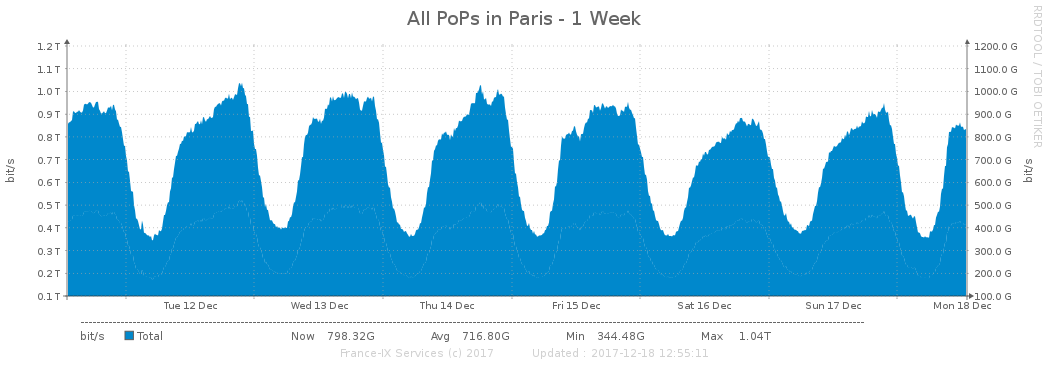 All PoPs in Paris - 1 Week
RRDTOOL / TOBI OETIKER
1.2 T 1200.0 G
1.1 T 1100.0 G
1.0 T 1000.0 G
0.9 T 900.0 G
0.8 T 800.0 G
0.7 T 700.0 G
0.6 T 600.0 G
0.5 T 500.0 G
0.4 T 400.0 G
0.3 T 300.0 G
0.2 T 200.0 G
0.1 T 100.0 G
bit/s
bit/s
Tue 12 Dec Wed 13 Dec Thu 14 Dec Fri 15 Dec Sat 16 Dec Sun 17 Dec Mon 18 Dec
bit/s Total Now 798.32G Avg 716.80G Min 344.48G Max 1.04T
France-IX Services (c) 2017 Updated : 2017-12-18 12:55:11